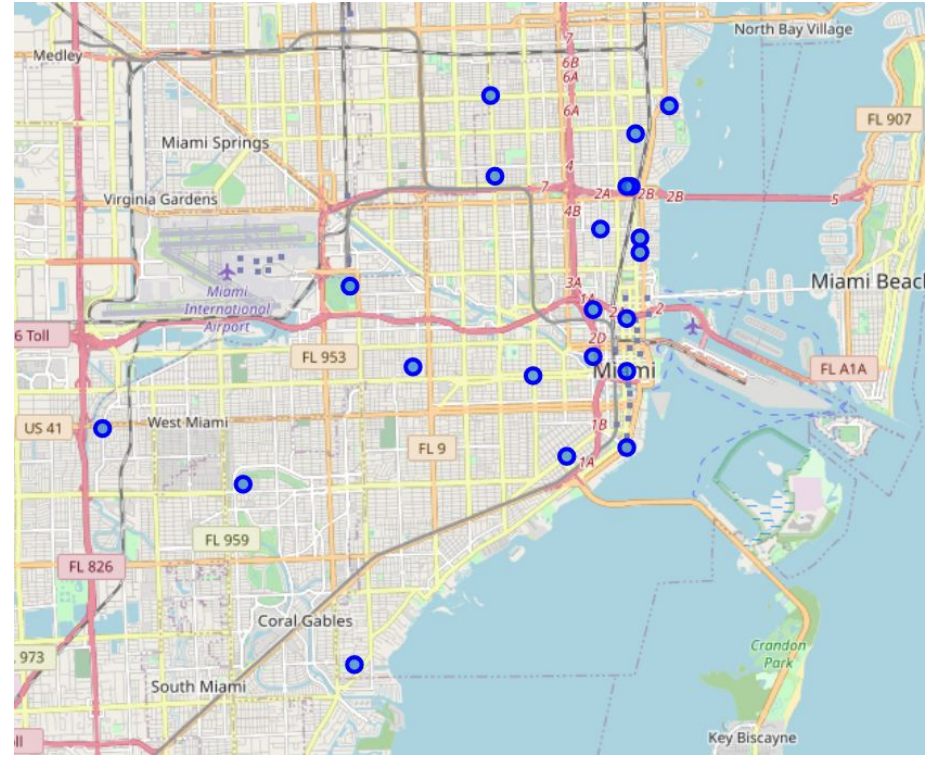 North Bay Village
Medley
7
6B
6A
6A
FL 907
Miami Springs
4
7
2A
2B
2B
5
Virginia Gardens
4B
Miami
International
Airport
3A
1A
2
2
Miami Beach
6 Toll
FL 953
2D
Miami
FL A1A
US 41
West Miami
1B
FL 9
1A
FL 959
FL 826
Coral Gables
973
Crandon
Park
South Miami
Key Biscayne